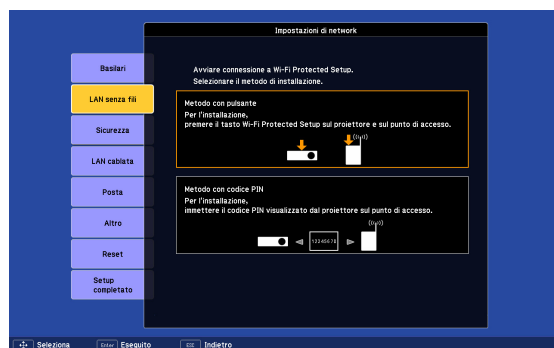 Impostazioni di network
Basilari
LAN senza fili
Sicurezza
LAN cablata
Posta
Altro
Reset
Setup
completato
Avviare connessione a Wi-Fi Protected Setup.
Selezionare il metodo di installazione.
Metodo con pulsante
Per l'installazione,
premere il tasto Wi-Fi Protected Setup sul proiettore e sul punto di accesso.
Metodo con codice PIN
Per l'installazione,
immettere il codice PIN visualizzato dal proiettore sul punto di accesso.
12345678
Seleziona
Enter Eseguito
ESC Indietro